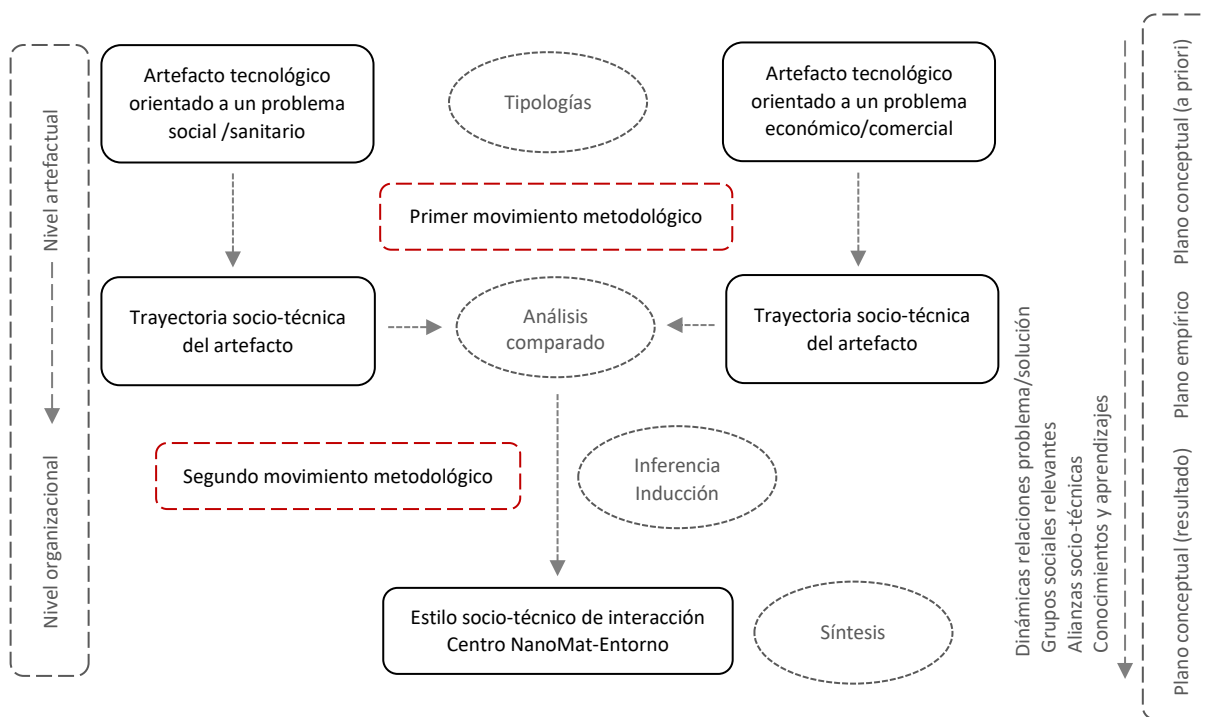 Artefacto tecnológico
orientado a un problema
social /sanitario
Tipologías
Artefacto tecnológico
orientado a un problema
económico/comercial
Primer movimiento metodológico
Trayectoria socio-técnica
del artefacto
Análisis
comparado
Trayectoria socio-técnica
del artefacto
Segundo movimiento metodológico
Inferencia
Inducción
Estilo socio-técnico de interacción
Centro NanoMat-Entorno
Síntesis
Nivel artefactual
Nivel organizacional
Dinámicas relaciones problema/solución
Grupos sociales relevantes
Alianzas socio-técnicas
Conocimientos y aprendizajes
Plano conceptual (a priori)
Plano empírico
Plano conceptual (resultado)